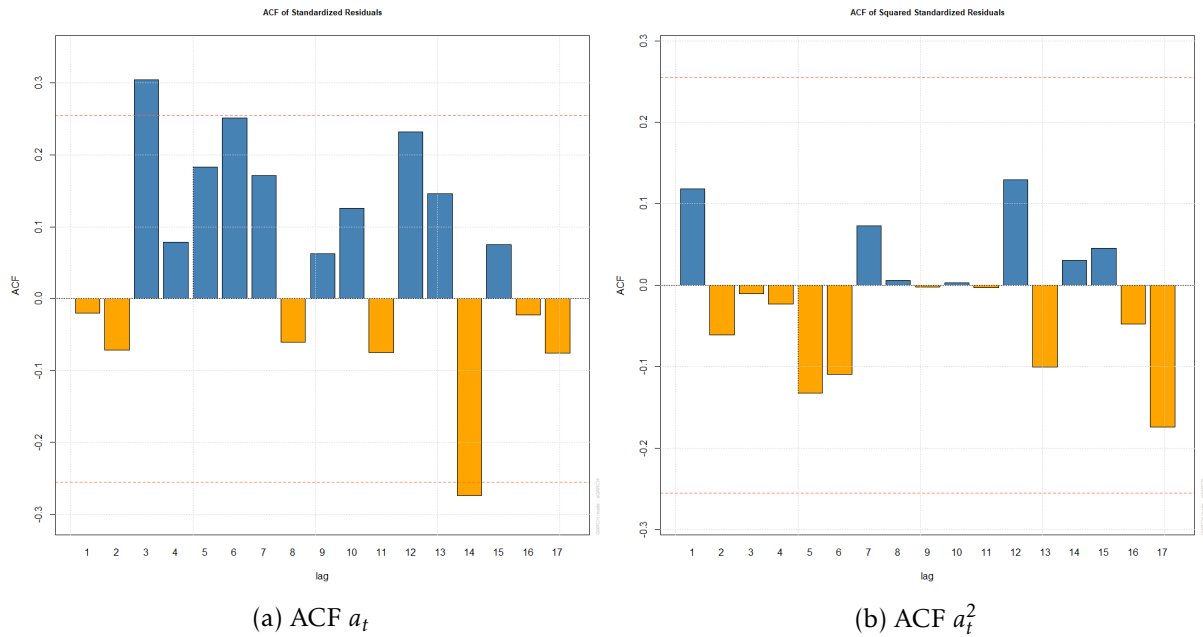 ACF of Standardized Residuals
ACF
0.3
0.2
0.1
0.0
-0.1
-0.2
-0.3
1 2 3 4 5 6 7 8 9 10 11 12 13 14 15 16 17
lag
(a) ACF a_t
ACF of Squared Standardized Residuals
ACF
0.3
0.2
0.1
0.0
-0.1
-0.2
-0.3
1 2 3 4 5 6 7 8 9 10 11 12 13 14 15 16 17
lag
(b) ACF a_t^2